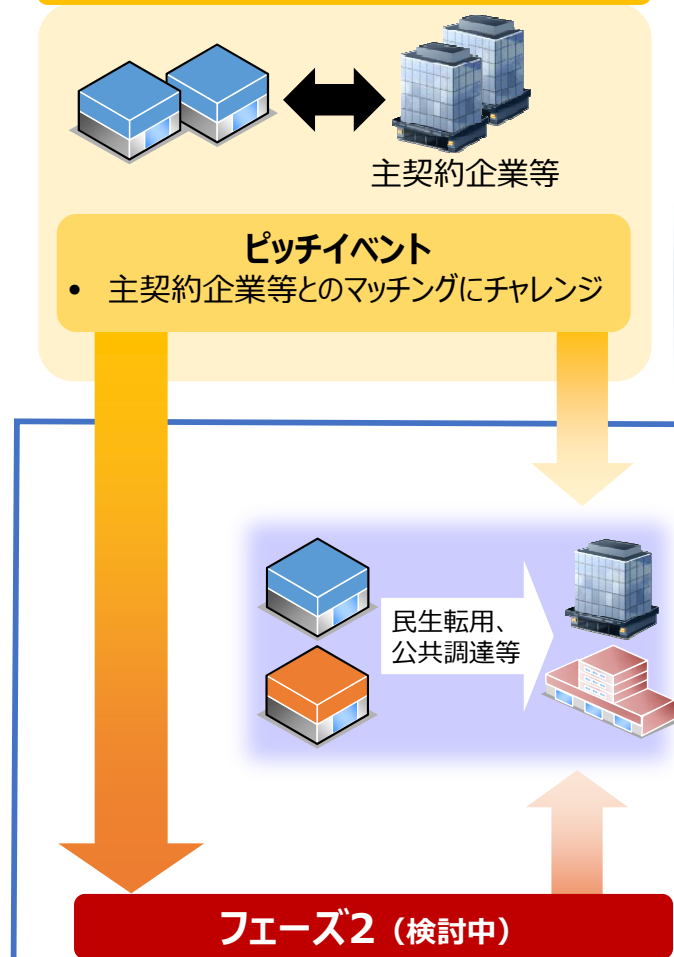 主契約企業等
ピッチイベント
• 主契約企業等とのマッチングにチャレンジ
民生転用、
公共調達等
フェーズ2（検討中）